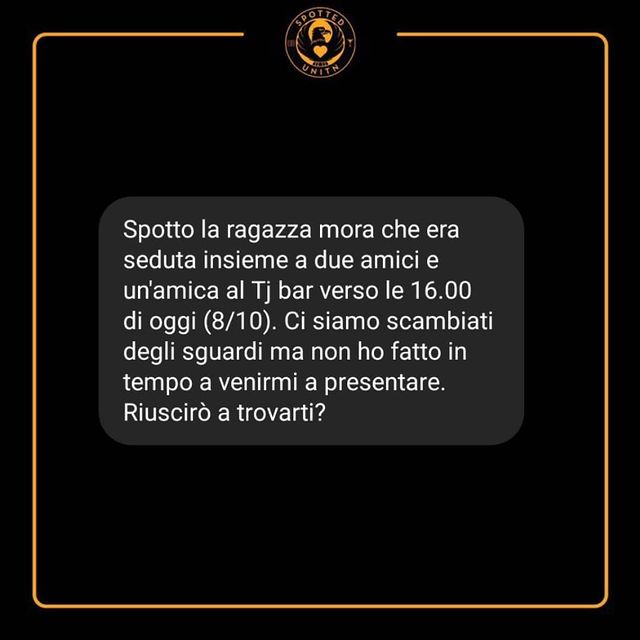 SPOTTED
UNITN
Spotto la ragazza mora che era
seduta insieme a due amici e
un'amica al Tj bar verso le 16.00
di oggi (8/10). Ci siamo scambiati
degli sguardi ma non ho fatto in
tempo a venirmi a presentare.
Riuscirò a trovarti?